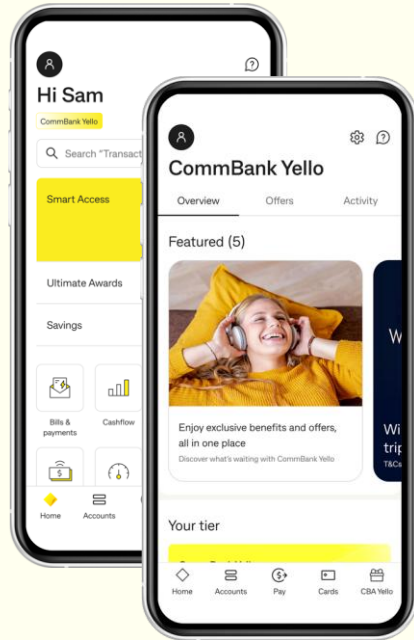 Hi Sam
CommBank Yello
Search "Transact
Smart Access
Ultimate Awards
Savings
Bills &
payments
Cashflow
Home
Accounts
CommBank Yello
Overview
Offers
Activity
Featured (5)
Enjoy exclusive benefits and offers,
all in one place
Discover what's waiting with CommBank Yello
W
Wi
trip
T&Cs
Your tier
Home
Accounts
Pay
Cards
CBA Yello